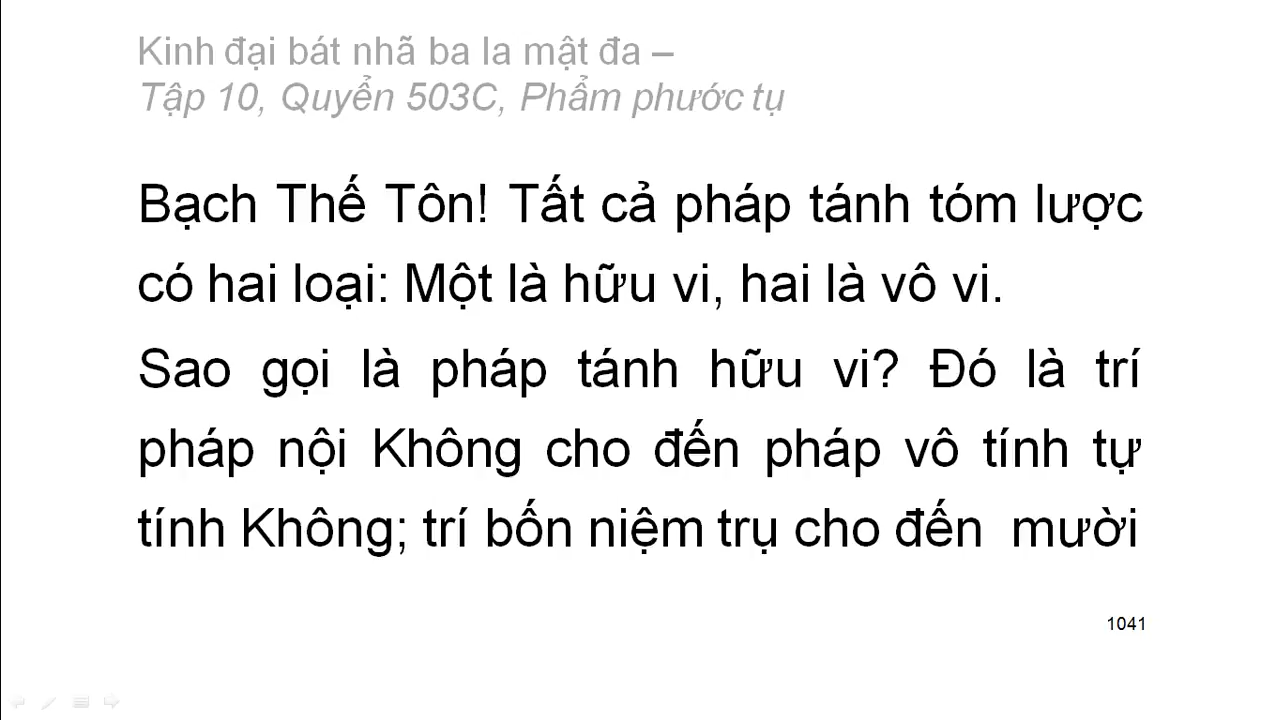 Kinh đại bát nhã ba la mật đa –
Tập 10, Quyển 503C, Phẩm phước tụ
Bạch Thế Tôn! Tất cả pháp tánh tóm lược
có hai loại: Một là hữu vi, hai là vô vi.
Sao gọi là pháp tánh hữu vi? Đó là trí
pháp nội Không cho đến pháp vô tính tự
tính Không; trí bốn niệm trụ cho đến mười
1041